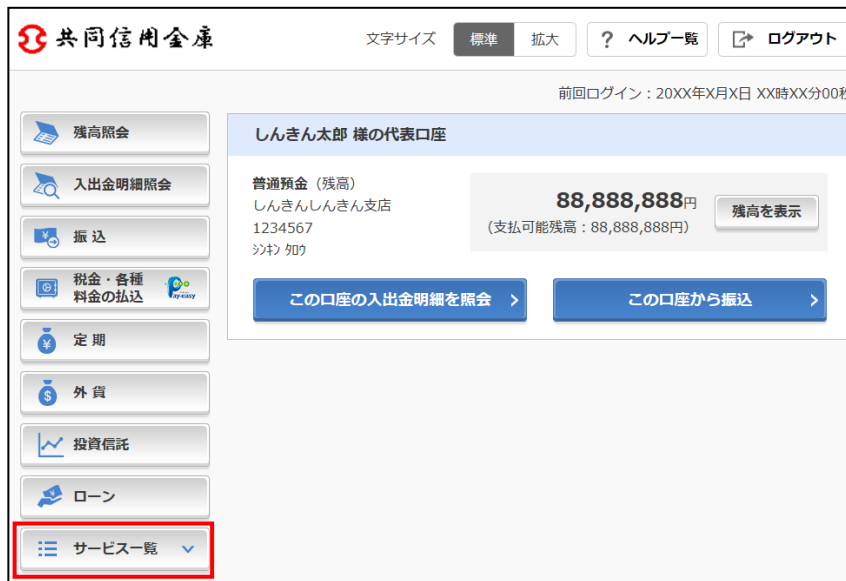 共同信用金庫
文字サイズ 標準 拡大 ? ヘルプ一覧 ログアウト
前回ログイン：20XX年X月X日 XX時XX分00秒
残高照会
入出金明細照会
振込
税金・各種
料金の払込
Pay-easy
定期
外貨
投資信託
ローン
サービス一覧
しんきん太郎 様の代表口座
普通預金（残高）
しんきんしんきん支店
1234567
ｼﾝｷﾝ ﾀﾛｳ
88,888,888円
（支払可能残高：88,888,888円）
残高を表示
この口座の入出金明細を照会
この口座から振込